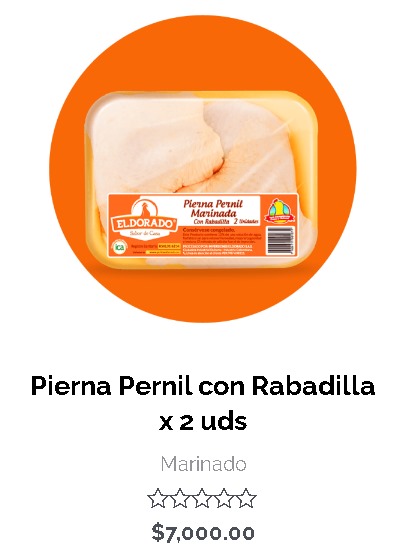 Pierna Pernil
Marinada
Con Rabadilla 2 Unidades
Consérvese congelado.
ELDORADO
Sabor de Casa
ica
Pierna Pernil con Rabadilla
x 2 uds
Marinado
$7,000.00